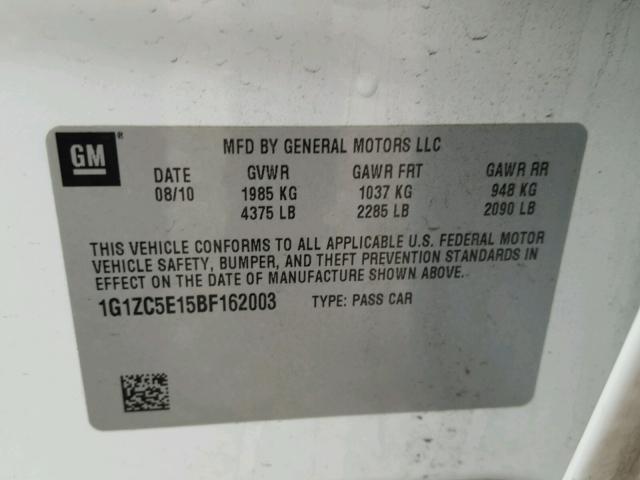 GM®
MFD BY GENERAL MOTORS LLC
DATE GVWR GAWR FRT GAWR RR
08/10 1985 KG 1037 KG 948 KG
4375 LB 2285 LB 2090 LB
THIS VEHICLE CONFORMS TO ALL APPLICABLE U.S. FEDERAL MOTOR
VEHICLE SAFETY, BUMPER, AND THEFT PREVENTION STANDARDS IN
EFFECT ON THE DATE OF MANUFACTURE SHOWN ABOVE.
1G1ZC5E15BF162003 TYPE: PASS CAR